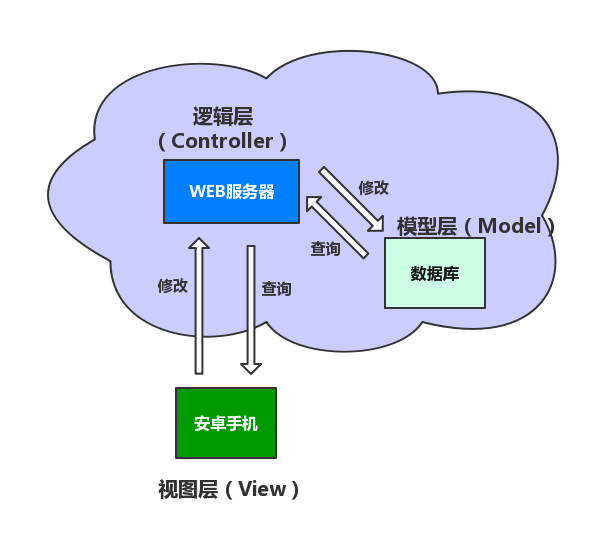 逻辑层
（Controller）
WEB服务器
修改
模型层（Model）
查询
数据库
修改
查询
安卓手机
视图层（View）